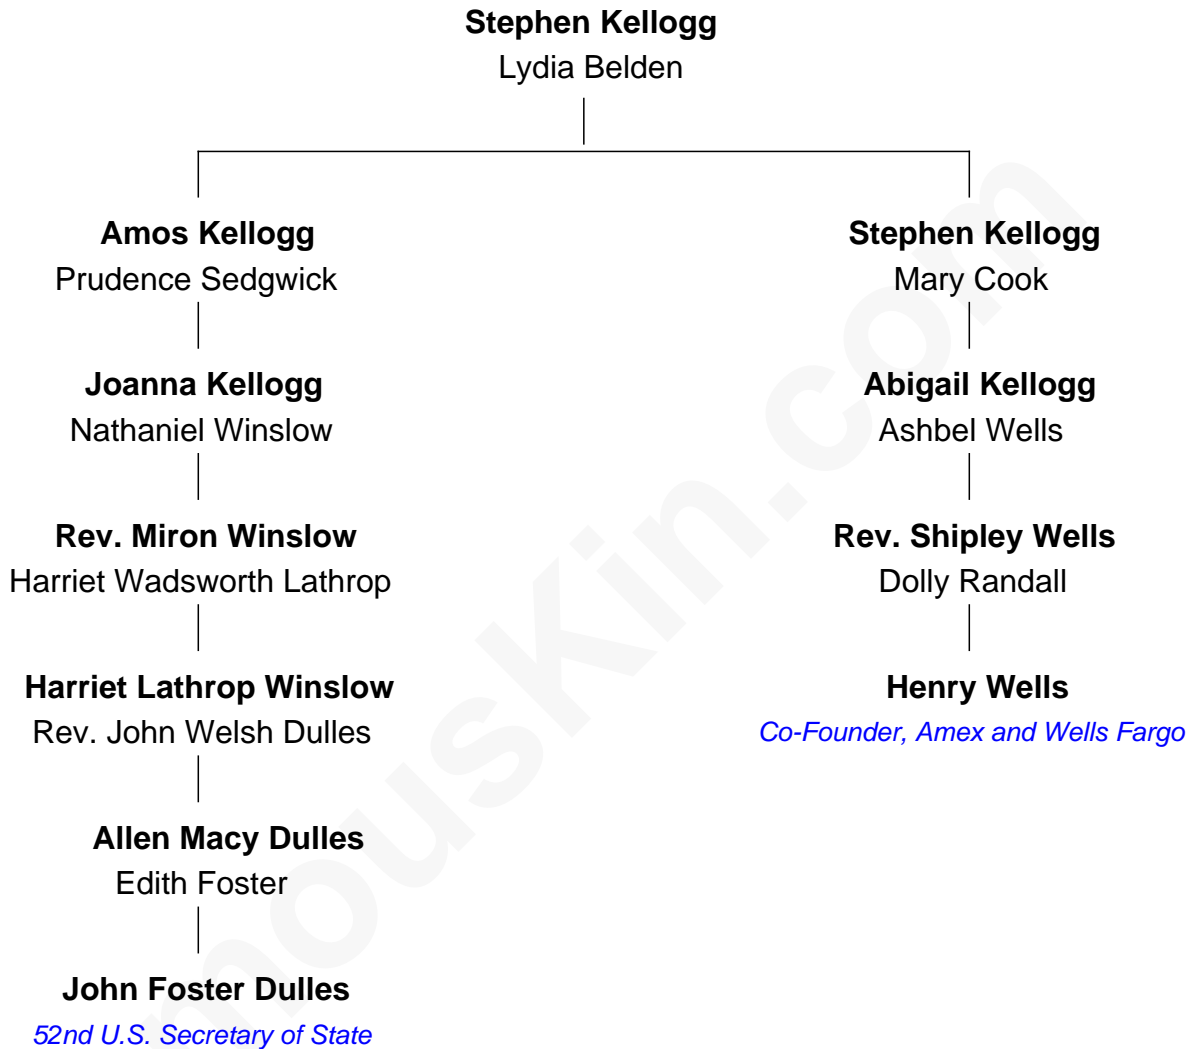 Stephen Kellogg
Lydia Belden
Amos Kellogg
Prudence Sedgwick
Stephen Kellogg
Mary Cook
Joanna Kellogg
Nathaniel Winslow
Abigail Kellogg
Ashbel Wells
Rev. Miron Winslow
Harriet Wadsworth Lathrop
Rev. Shipley Wells
Dolly Randall
Harriet Lathrop Winslow
Rev. John Welsh Dulles
Henry Wells
Co-Founder, Amex and Wells Fargo
Allen Macy Dulles
Edith Foster
John Foster Dulles
52nd U.S. Secretary of State
mousKin.com